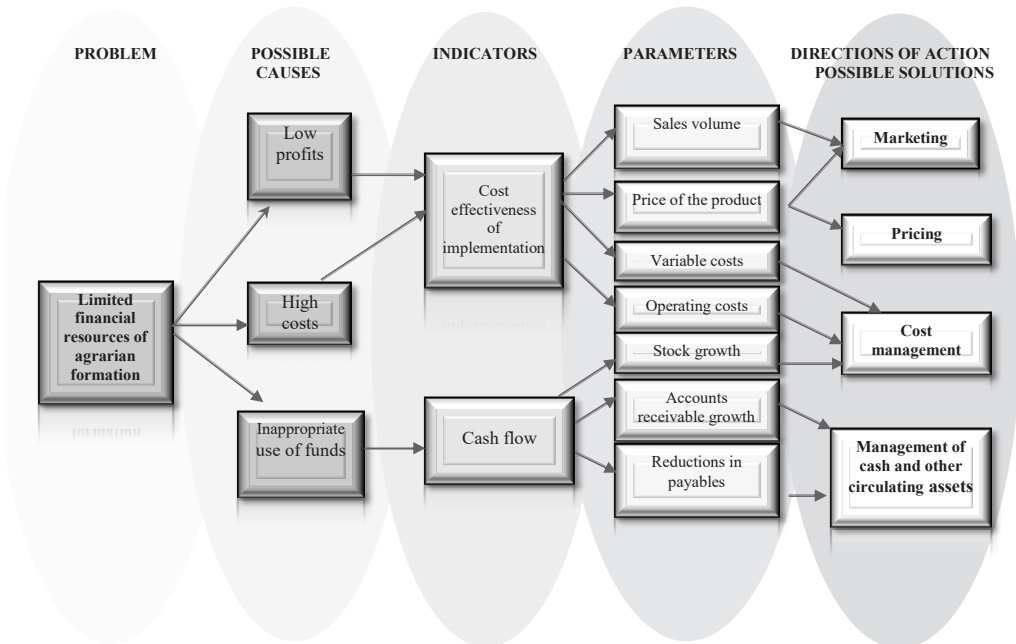 PROBLEM
POSSIBLE
CAUSES
INDICATORS
PARAMETERS
DIRECTIONS OF ACTION
POSSIBLE SOLUTIONS
Limited
financial
resources of
agrarian
formation
Low
profits
High
costs
Inappropriate
use of funds
Cost
effectiveness
of
implementation
Cash flow
Sales volume
Price of the product
Variable costs
Operating costs
Stock growth
Accounts
receivable growth
Reductions in
payables
Marketing
Pricing
Cost
management
Management of
cash and other
circulating assets